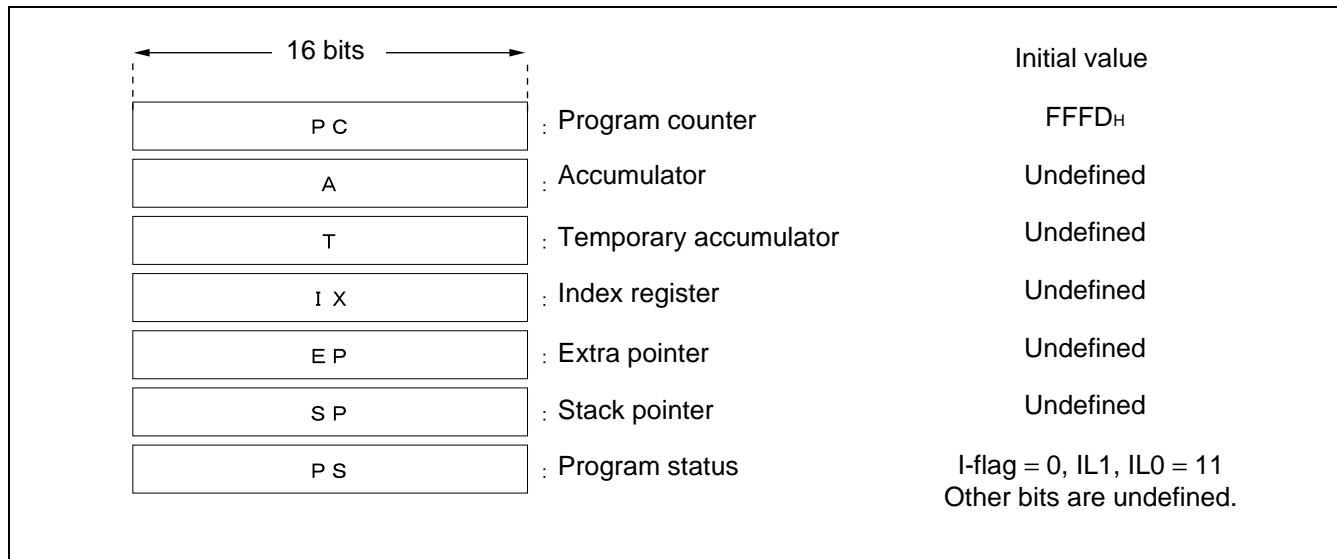 16 bits
Initial value
PC : Program counter FFFDH
A : Accumulator Undefined
T : Temporary accumulator Undefined
IX : Index register Undefined
EP : Extra pointer Undefined
SP : Stack pointer Undefined
PS : Program status I-flag = 0, IL1, IL0 = 11
Other bits are undefined.